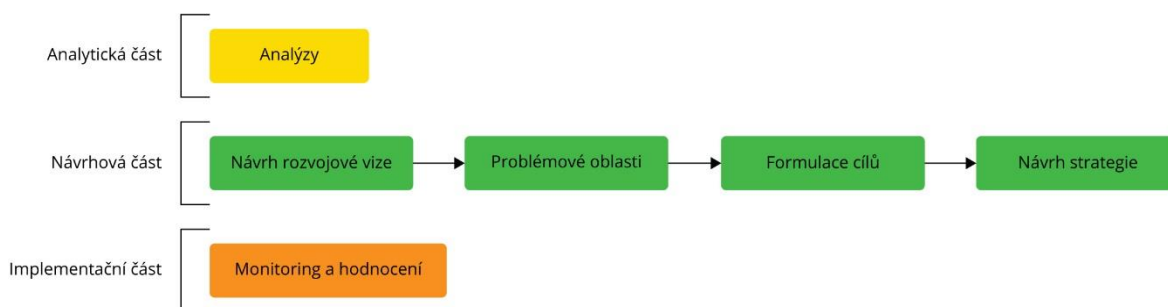 Analytická část
Analýzy
Návrhová část
Návrh rozvojové vize
Problémové oblasti
Formulace cílů
Návrh strategie
Implementační část
Monitoring a hodnocení